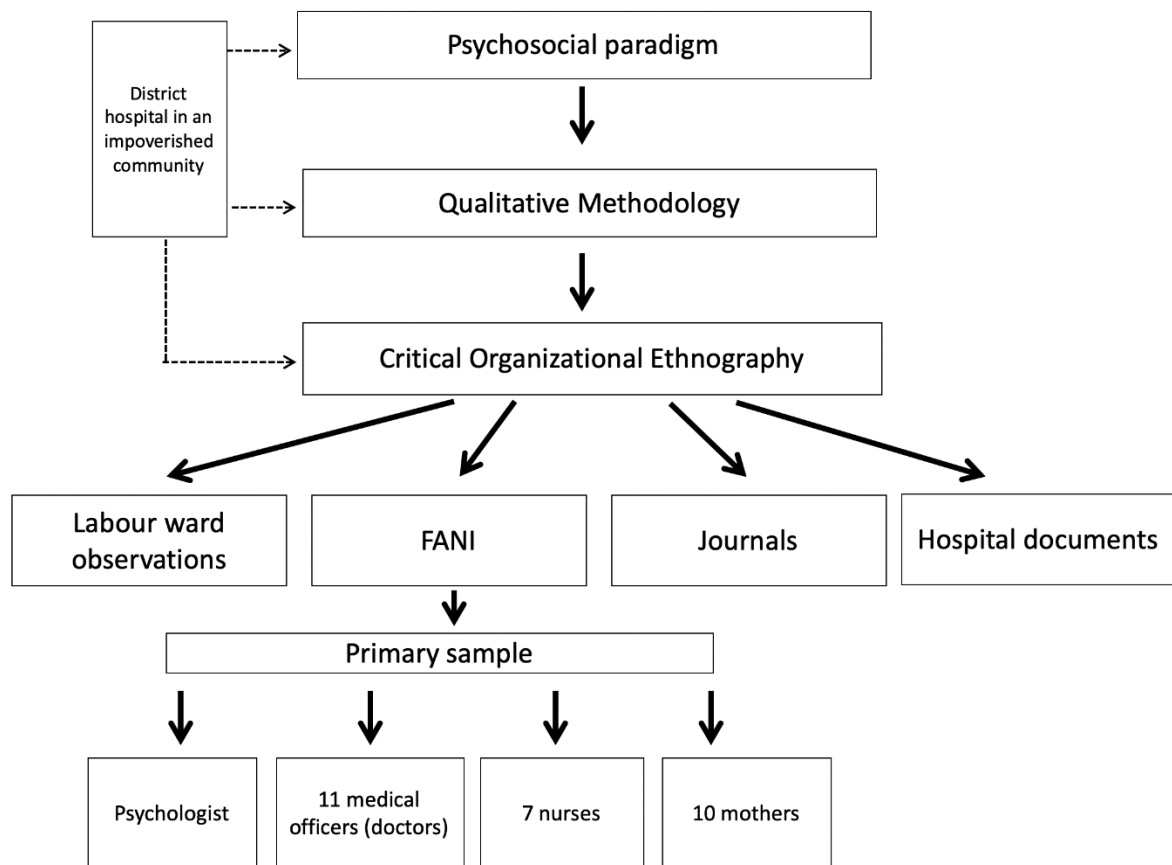 Psychosocial paradigm
District
hospital in an
impoverished
community
Qualitative Methodology
Critical Organizational Ethnography
Labour ward
observations
FANI
Journals
Hospital documents
Primary sample
Psychologist
11 medical
officers (doctors)
7 nurses
10 mothers